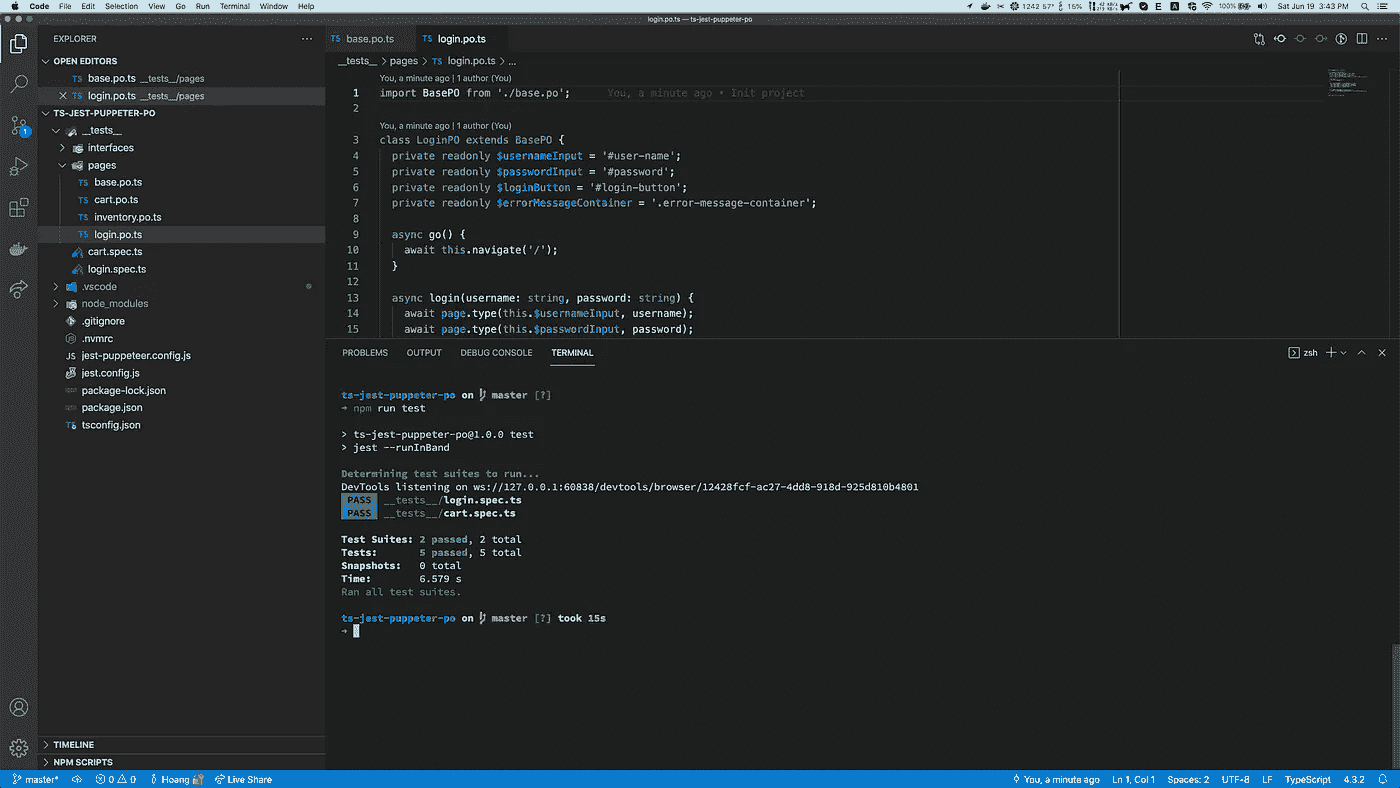 Code File Edit Selection View Go Run Terminal Window Help
1242 57° 15% 100% Sat Jun 19 3:43 PM
login.po.ts — ts-jest-puppeter-po
EXPLORER
OPEN EDITORS
TS base.po.ts __tests__/pages
TS login.po.ts __tests__/pages
TS-JEST-PUPPETER-PO
__tests__
interfaces
pages
TS base.po.ts
TS cart.po.ts
TS inventory.po.ts
TS login.po.ts
cart.spec.ts
login.spec.ts
.vscode
node_modules
.gitignore
.nvmrc
JS jest-puppeteer.config.js
jest.config.js
package-lock.json
package.json
tsconfig.json
TIMELINE
NPM SCRIPTS
1
TS base.po.ts TS login.po.ts
__tests__ > pages > TS login.po.ts > ...
You, a minute ago | 1 author (You)
1 import BasePO from './base.po'; You, a minute ago • Init project
2
You, a minute ago | 1 author (You)
3 class LoginPO extends BasePO {
4 private readonly $usernameInput = '#user-name';
5 private readonly $passwordInput = '#password';
6 private readonly $loginButton = '#login-button';
7 private readonly $errorMessageContainer = '.error-message-container';
8
9 async go() {
10 await this.navigate('/');
11 }
12
13 async login(username: string, password: string) {
14 await page.type(this.$usernameInput, username);
15 await page.type(this.$passwordInput, password);
PROBLEMS OUTPUT DEBUG CONSOLE TERMINAL zsh
ts-jest-puppeter-po on master [?]
→ npm run test
> ts-jest-puppeter-po@1.0.0 test
> jest --runInBand
Determining test suites to run...
DevTools listening on ws://127.0.0.1:60838/devtools/browser/12428fcf-ac27-4dd8-918d-925d810b4801
PASS __tests__/login.spec.ts
PASS __tests__/cart.spec.ts
Test Suites: 2 passed, 2 total
Tests: 5 passed, 5 total
Snapshots: 0 total
Time: 6.579 s
Ran all test suites.
ts-jest-puppeter-po on master [?] took 15s
→
master* 0 0 Hoang Live Share You, a minute ago Ln 1, Col 1 Spaces: 2 UTF-8 LF TypeScript 4.3.2